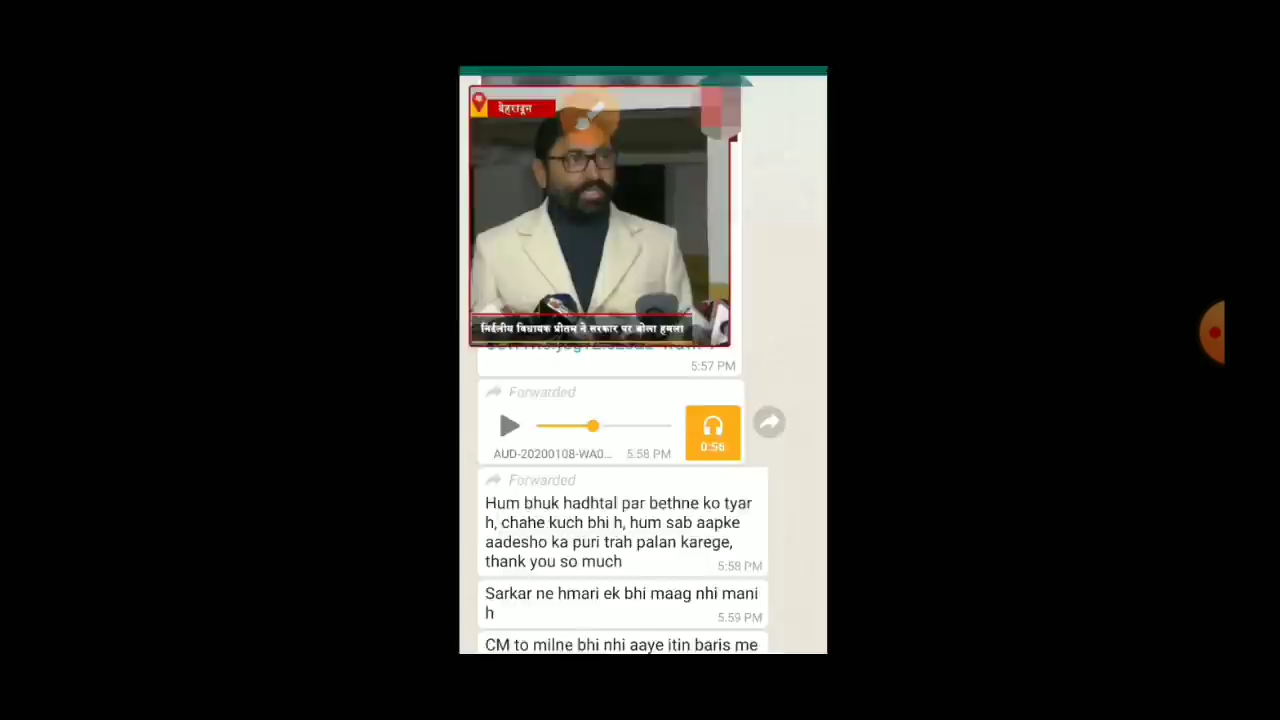 देहरादून
निर्दलीय विधायक प्रीतम ने सरकार पर बोला हमला
5:57 PM
Forwarded
0:56
AUD-20200108-WA0... 5:58 PM
Forwarded
Hum bhuk hadhtal par bethne ko tyar
h, chahe kuch bhi h, hum sab aapke
aadesho ka puri trah palan karege,
thank you so much 5:58 PM
Sarkar ne hmari ek bhi maag nhi mani
h 5:59 PM
CM to milne bhi nhi aaye itin baris me